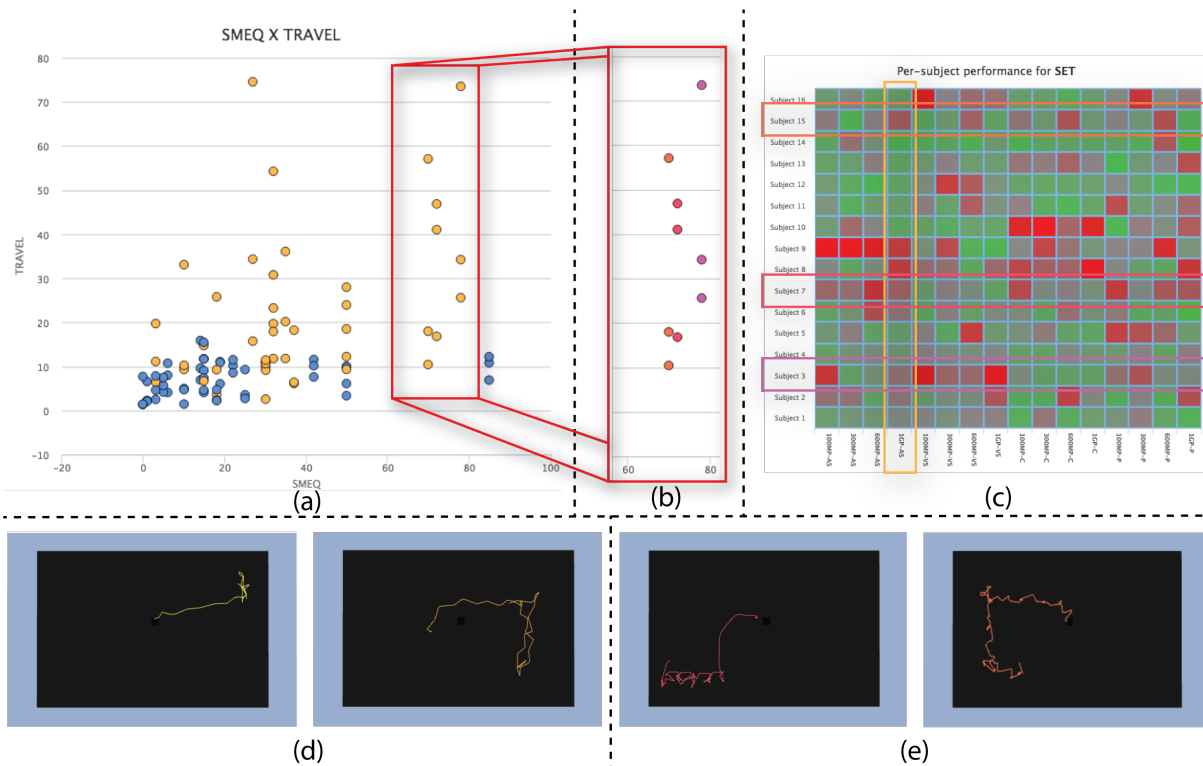 SMEQ X TRAVEL
80
70
60
50
40
30
20
10
0
-10
TRAVEL
-20
0
20
40
60
80
100
SMEQ
(a)
60
80
(b)
Per-subject performance for SET
Subject 16
Subject 15
Subject 14
Subject 13
Subject 12
Subject 11
Subject 10
Subject 9
Subject 8
Subject 7
Subject 6
Subject 5
Subject 4
Subject 3
Subject 2
Subject 1
100MP-AS
300MP-AS
600MP-AS
1GP-AS
100MP-VS
300MP-VS
600MP-VS
1GP-VS
100MP-C
300MP-C
600MP-C
1GP-C
100MP-P
300MP-P
600MP-P
1GP-P
(c)
(d)
(e)